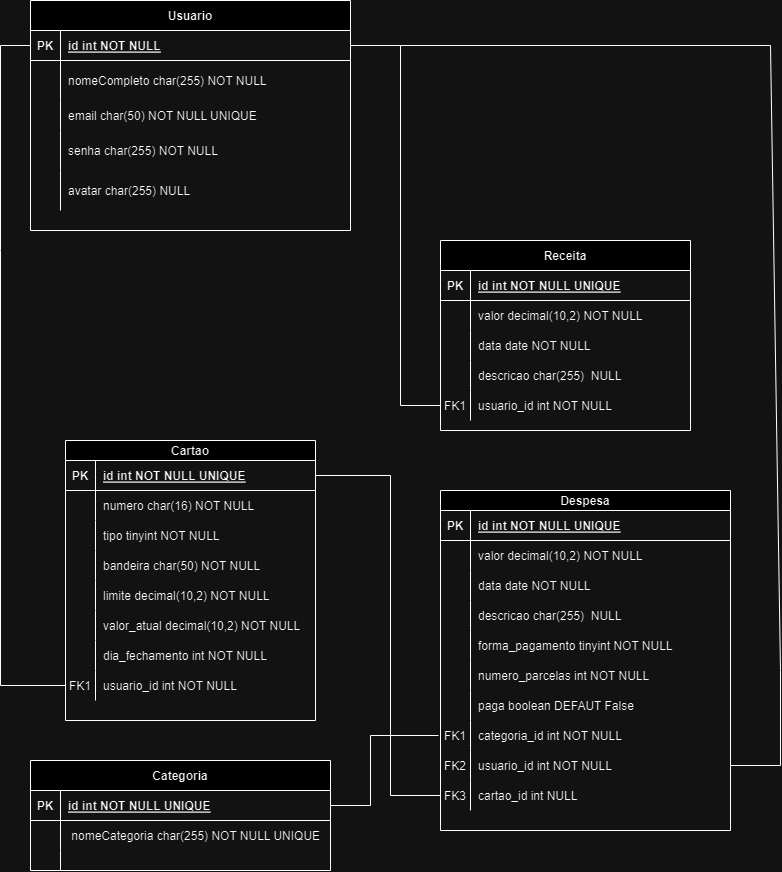 Usuario
PK id int NOT NULL
nomeCompleto char(255) NOT NULL
email char(50) NOT NULL UNIQUE
senha char(255) NOT NULL
avatar char(255) NULL
Receita
PK id int NOT NULL UNIQUE
valor decimal(10,2) NOT NULL
data date NOT NULL
descricao char(255) NULL
FK1 usuario_id int NOT NULL
Cartao
PK id int NOT NULL UNIQUE
numero char(16) NOT NULL
tipo tinyint NOT NULL
bandeira char(50) NOT NULL
limite decimal(10,2) NOT NULL
valor_atual decimal(10,2) NOT NULL
dia_fechamento int NOT NULL
FK1 usuario_id int NOT NULL
Despesa
PK id int NOT NULL UNIQUE
valor decimal(10,2) NOT NULL
data date NOT NULL
descricao char(255) NULL
forma_pagamento tinyint NOT NULL
numero_parcelas int NOT NULL
paga boolean DEFAUT False
FK1 categoria_id int NOT NULL
FK2 usuario_id int NOT NULL
FK3 cartao_id int NULL
Categoria
PK id int NOT NULL UNIQUE
nomeCategoria char(255) NOT NULL UNIQUE